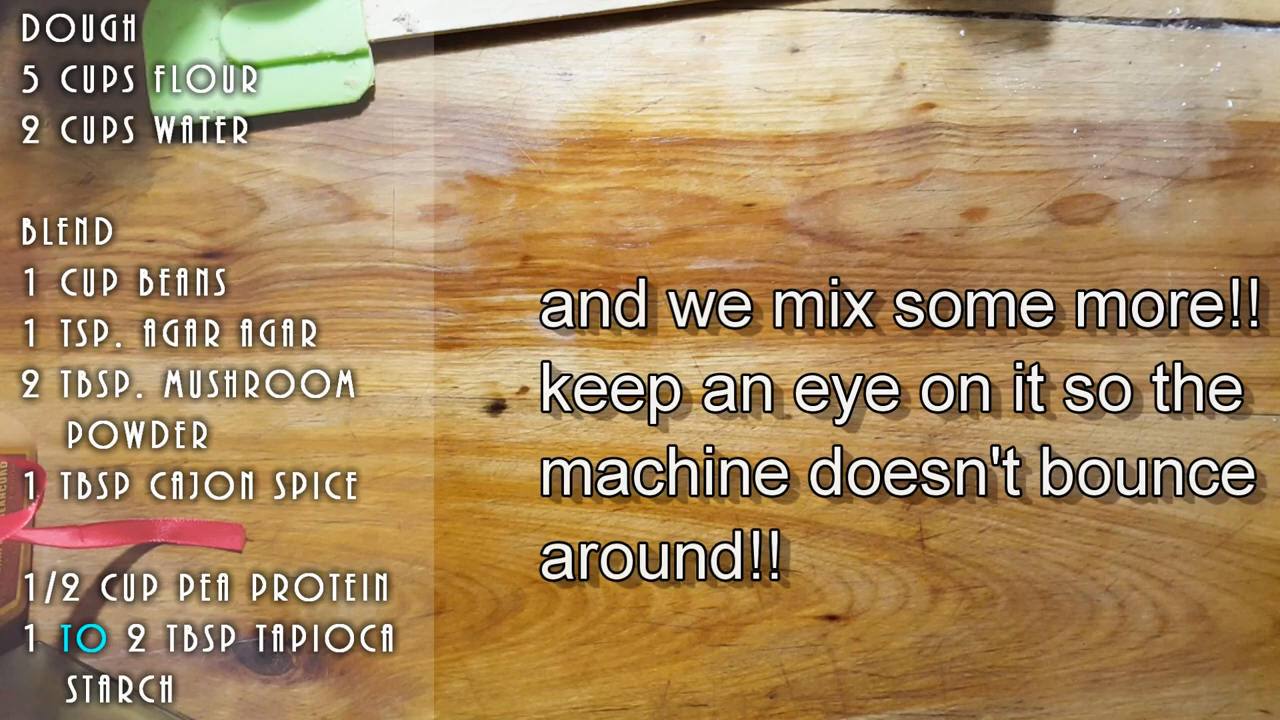 DOUGH
5 CUPS FLOUR
2 CUPS WATER
BLEND
1 CUP BEANS
1 TSP. AGAR AGAR
2 TBSP. MUSHROOM
POWDER
1 TBSP CAJON SPICE
1/2 CUP PEA PROTEIN
1 TO 2 TBSP TAPIOCA
STARCH
and we mix some more!!
keep an eye on it so the
machine doesn't bounce
around!!